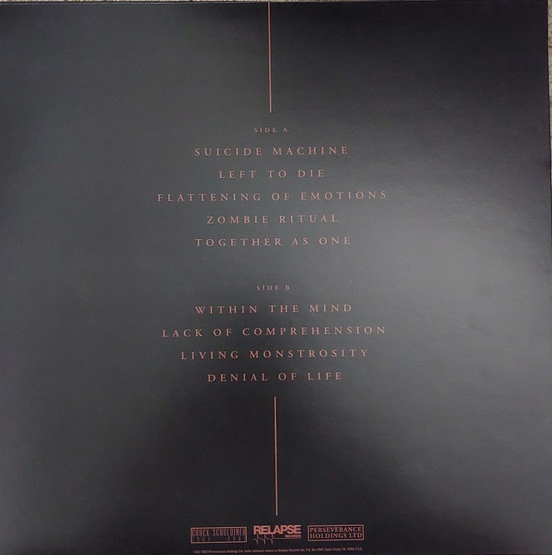 SIDE A
SUICIDE MACHINE
LEFT TO DIE
FLATTENING OF EMOTIONS
ZOMBIE RITUAL
TOGETHER AS ONE
SIDE B
WITHIN THE MIND
LACK OF COMPREHENSION
LIVING MONSTROSITY
DENIAL OF LIFE
CHUCK SCHULDINER
RELAPSE
RECORDS
PERSEVERANCE
HOLDINGS LTD